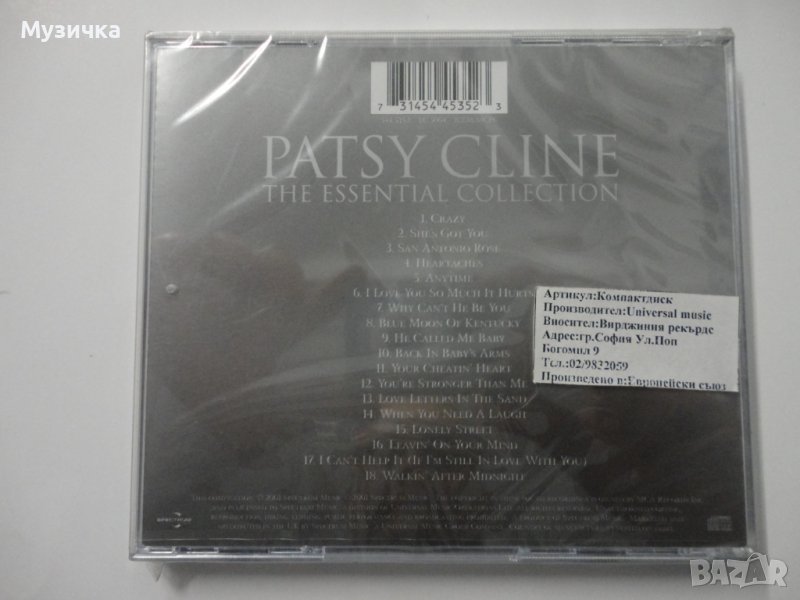 Музичка
7 31454 45352 3
PATSY CLINE
THE ESSENTIAL COLLECTION
1. CRAZY
2. SHE'S GOT YOU
3. SAN ANTONIO ROSE
4. HEARTACHES
5. ANYTIME
6. I LOVE YOU SO MUCH IT HURTS
7. WHY CAN'T HE BE YOU
8. BLUE MOON OF KENTUCKY
9. HE CALLED ME BABY
10. BACK IN BABY'S ARMS
11. YOUR CHEATIN' HEART
12. YOU'RE STRONGER THAN ME
13. LOVE LETTERS IN THE SAND
14. WHEN YOU NEED A LAUGH
15. LONELY STREET
16. LEAVIN' ON YOUR MIND
17. I CAN'T HELP IT (IF I'M STILL IN LOVE WITH YOU)
18. WALKIN' AFTER MIDNIGHT
Артикул:Компактдиск
Производител:Universal music
Вносител:Вирджиния рекърдс
Адрес:гр.София Ул.Поп
Богомил 9
Тел.:02/9832059
Произведено в:Европейски съюз
SPECTRUM
BAZAR